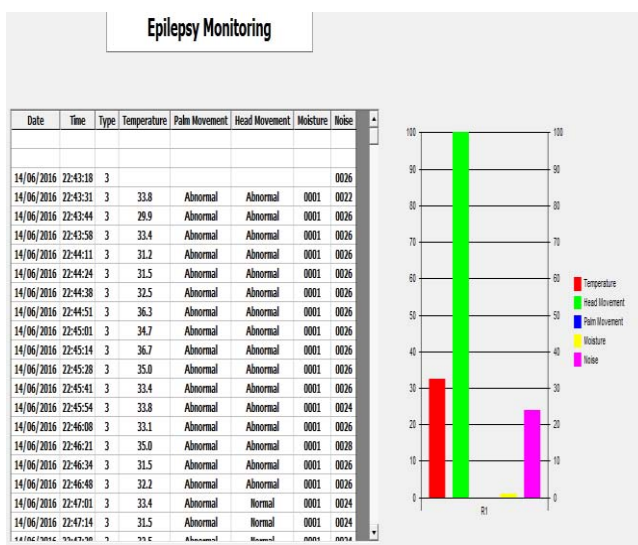 Epilepsy Monitoring
Date Time Type Temperature Palm Movement Head Movement Moisture Noise
14/06/2016 22:43:18 3 0026
14/06/2016 22:43:31 3 33.8 Abnormal Abnormal 0001 0022
14/06/2016 22:43:44 3 29.9 Abnormal Abnormal 0001 0026
14/06/2016 22:43:58 3 33.4 Abnormal Abnormal 0001 0026
14/06/2016 22:44:11 3 31.2 Abnormal Abnormal 0001 0026
14/06/2016 22:44:24 3 31.5 Abnormal Abnormal 0001 0026
14/06/2016 22:44:38 3 32.5 Abnormal Abnormal 0001 0026
14/06/2016 22:44:51 3 36.3 Abnormal Abnormal 0001 0026
14/06/2016 22:45:01 3 34.7 Abnormal Abnormal 0001 0026
14/06/2016 22:45:14 3 36.7 Abnormal Abnormal 0001 0026
14/06/2016 22:45:28 3 35.0 Abnormal Abnormal 0001 0026
14/06/2016 22:45:41 3 33.4 Abnormal Abnormal 0001 0026
14/06/2016 22:45:54 3 33.8 Abnormal Abnormal 0001 0024
14/06/2016 22:46:08 3 33.1 Abnormal Abnormal 0001 0026
14/06/2016 22:46:21 3 35.0 Abnormal Abnormal 0001 0028
14/06/2016 22:46:34 3 31.5 Abnormal Abnormal 0001 0026
14/06/2016 22:46:48 3 32.2 Abnormal Abnormal 0001 0026
14/06/2016 22:47:01 3 33.4 Abnormal Normal 0001 0024
14/06/2016 22:47:14 3 31.5 Abnormal Normal 0001 0024
100 100
90 90
80 80
70 70
60 60
50 50
40 40
30 30
20 20
10 10
0 0
R1
Temperature
Head Movement
Palm Movement
Moisture
Noise